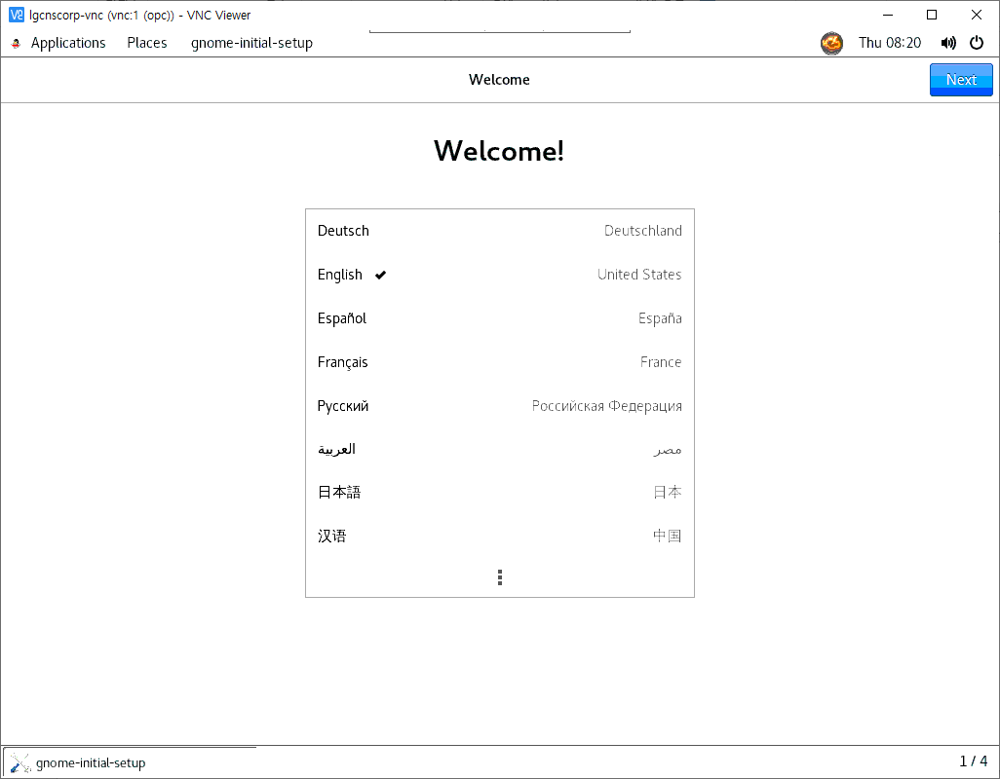 lgcnscorp-vnc (vnc:1 (opc)) - VNC Viewer
Applications Places gnome-initial-setup Thu 08:20
Welcome Next
Welcome!
Deutsch Deutschland
English United States
Español España
Français France
Русский Российская Федерация
العربية مصر
日本語 日本
汉语 中国
gnome-initial-setup 1 / 4